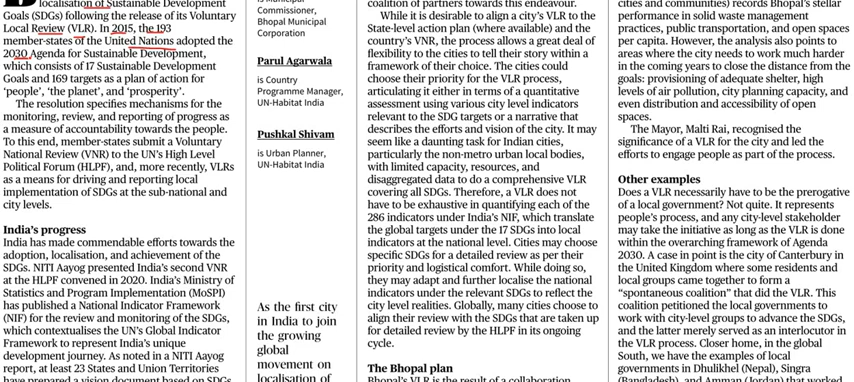 localisation of Sustainable Development
Goals (SDGs) following the release of its Voluntary
Local Review (VLR). In 2015, the 193
member-states of the United Nations adopted the
2030 Agenda for Sustainable Development,
which consists of 17 Sustainable Development
Goals and 169 targets as a plan of action for
‘people’, ‘the planet’, and ‘prosperity’.
The resolution specifies mechanisms for the
monitoring, review, and reporting of progress as
a measure of accountability towards the people.
To this end, member-states submit a Voluntary
National Review (VNR) to the UN’s High Level
Political Forum (HLPF), and, more recently, VLRs
as a means for driving and reporting local
implementation of SDGs at the sub-national and
city levels.
India’s progress
India has made commendable efforts towards the
adoption, localisation, and achievement of the
SDGs. NITI Aayog presented India’s second VNR
at the HLPF convened in 2020. India’s Ministry of
Statistics and Program Implementation (MoSPI)
has published a National Indicator Framework
(NIF) for the review and monitoring of the SDGs,
which contextualises the UN’s Global Indicator
Framework to represent India’s unique
development journey. As noted in a NITI Aayog
report, at least 23 States and Union Territories
have prepared a vision document based on SDGs
is Municipal
Commissioner,
Bhopal Municipal
Corporation
Parul Agarwala
is Country
Programme Manager,
UN-Habitat India
Pushkal Shivam
is Urban Planner,
UN-Habitat India
As the first city
in India to join
the growing
global
movement on
localisation of
coalition of partners towards this endeavour.
While it is desirable to align a city’s VLR to the
State-level action plan (where available) and the
country’s VNR, the process allows a great deal of
flexibility to the cities to tell their story within a
framework of their choice. The cities could
choose their priority for the VLR process,
articulating it either in terms of a quantitative
assessment using various city level indicators
relevant to the SDG targets or a narrative that
describes the efforts and vision of the city. It may
seem like a daunting task for Indian cities,
particularly the non-metro urban local bodies,
with limited capacity, resources, and
disaggregated data to do a comprehensive VLR
covering all SDGs. Therefore, a VLR does not
have to be exhaustive in quantifying each of the
286 indicators under India’s NIF, which translate
the global targets under the 17 SDGs into local
indicators at the national level. Cities may choose
specific SDGs for a detailed review as per their
priority and logistical comfort. While doing so,
they may adapt and further localise the national
indicators under the relevant SDGs to reflect the
city level realities. Globally, many cities choose to
align their review with the SDGs that are taken up
for detailed review by the HLPF in its ongoing
cycle.
The Bhopal plan
Bhopal’s VLR is the result of a collaboration
cities and communities) records Bhopal’s stellar
performance in solid waste management
practices, public transportation, and open spaces
per capita. However, the analysis also points to
areas where the city needs to work much harder
in the coming years to close the distance from the
goals: provisioning of adequate shelter, high
levels of air pollution, city planning capacity, and
even distribution and accessibility of open
spaces.
The Mayor, Malti Rai, recognised the
significance of a VLR for the city and led the
efforts to engage people as part of the process.
Other examples
Does a VLR necessarily have to be the prerogative
of a local government? Not quite. It represents
people’s process, and any city-level stakeholder
may take the initiative as long as the VLR is done
within the overarching framework of Agenda
2030. A case in point is the city of Canterbury in
the United Kingdom where some residents and
local groups came together to form a
“spontaneous coalition” that did the VLR. This
coalition petitioned the local governments to
work with city-level groups to advance the SDGs,
and the latter merely served as an interlocutor in
the VLR process. Closer home, in the global
South, we have the examples of local
governments in Dhulikhel (Nepal), Singra
(Bangladesh), and Amman (Jordan) that worked